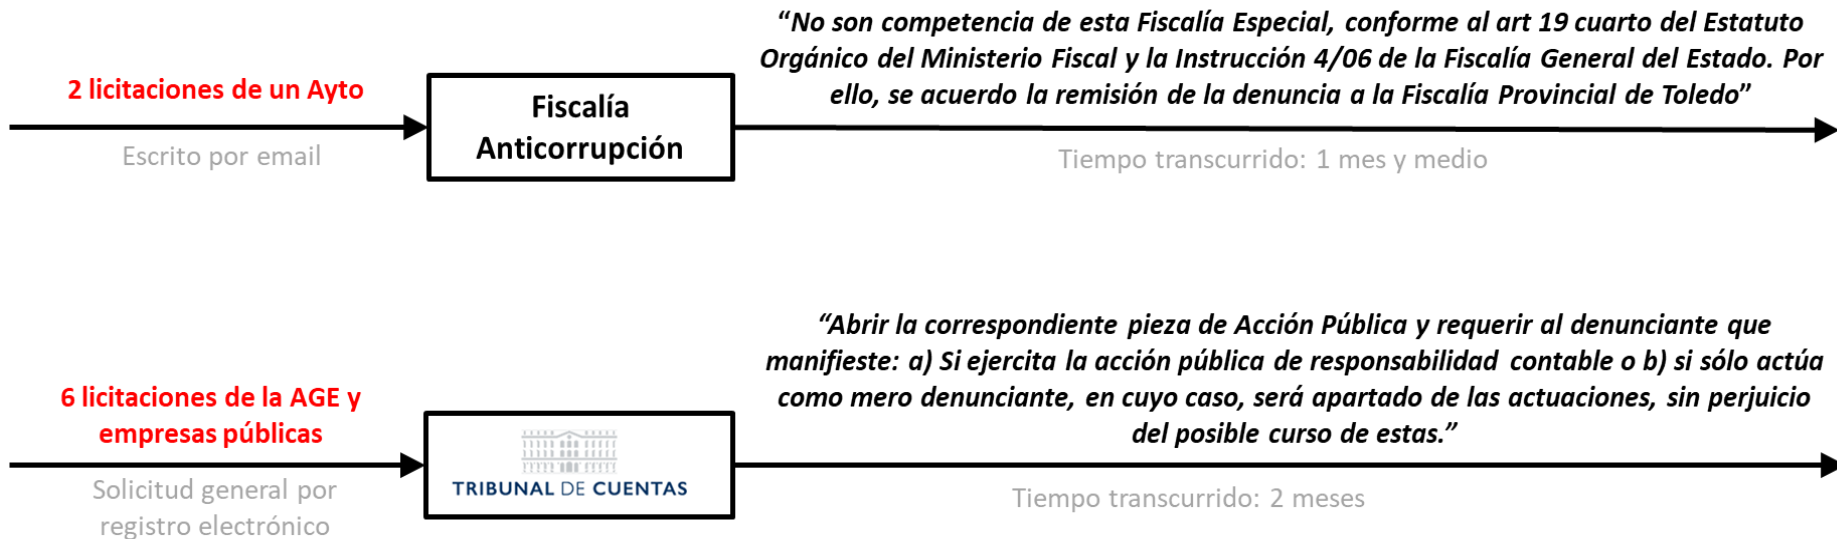 “No son competencia de esta Fiscalía Especial, conforme al art 19 cuarto del Estatuto
Orgánico del Ministerio Fiscal y la Instrucción 4/06 de la Fiscalía General del Estado. Por
ello, se acuerdo la remisión de la denuncia a la Fiscalía Provincial de Toledo”
2 licitaciones de un Ayto
Escrito por email
Fiscalía
Anticorrupción
Tiempo transcurrido: 1 mes y medio
“Abrir la correspondiente pieza de Acción Pública y requerir al denunciante que
manifieste: a) Si ejercita la acción pública de responsabilidad contable o b) si sólo actúa
como mero denunciante, en cuyo caso, será apartado de las actuaciones, sin perjuicio
del posible curso de estas.”
6 licitaciones de la AGE y
empresas públicas
Solicitud general por
registro electrónico
TRIBUNAL DE CUENTAS
Tiempo transcurrido: 2 meses